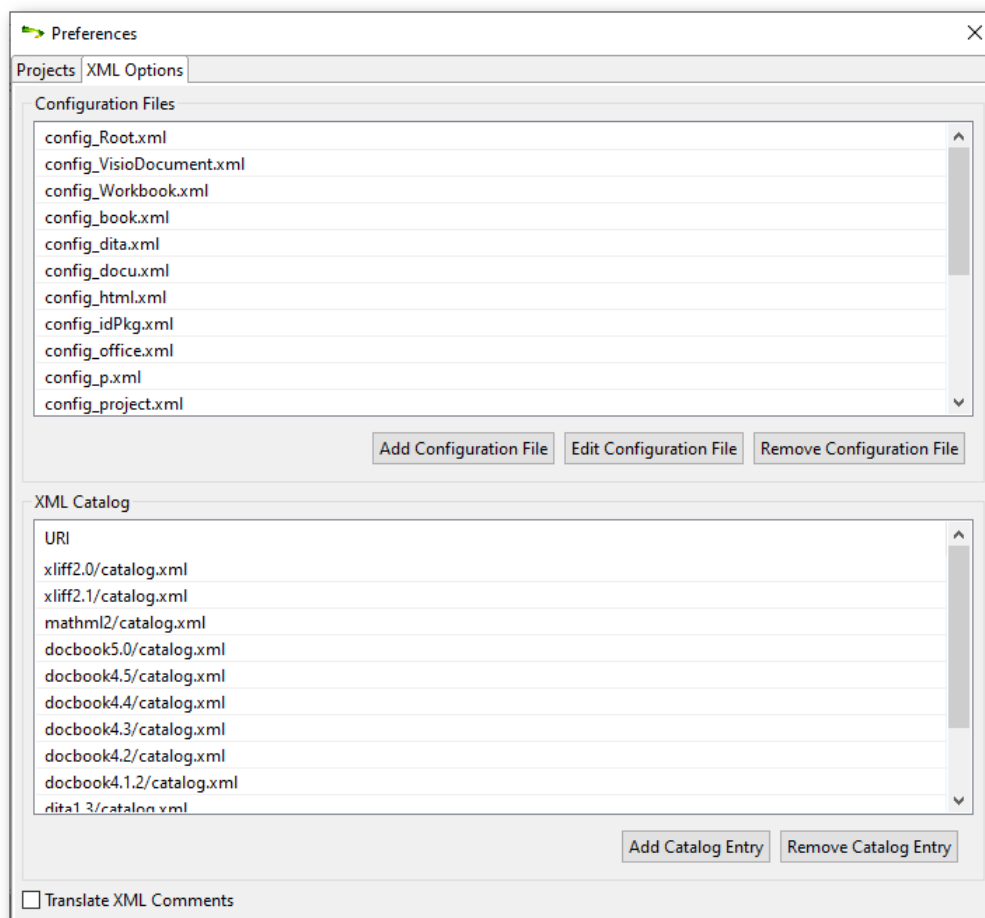 Preferences
Projects XML Options
Configuration Files
config_Root.xml
config_VisioDocument.xml
config_Workbook.xml
config_book.xml
config_dita.xml
config_docu.xml
config_html.xml
config_idPkg.xml
config_office.xml
config_p.xml
config_project.xml
Add Configuration File Edit Configuration File Remove Configuration File
XML Catalog
URI
xliff2.0/catalog.xml
xliff2.1/catalog.xml
mathml2/catalog.xml
docbook5.0/catalog.xml
docbook4.5/catalog.xml
docbook4.4/catalog.xml
docbook4.3/catalog.xml
docbook4.2/catalog.xml
docbook4.1.2/catalog.xml
dita1.3/catalog.xml
Add Catalog Entry Remove Catalog Entry
Translate XML Comments